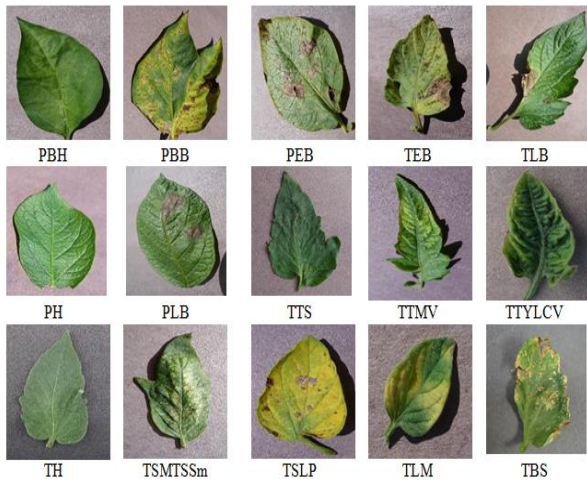 PBH PBB PEB TEB TLB
PH PLB TTS TTMV TTYLCV
TH TSMTSSm TSLP TLM TBS